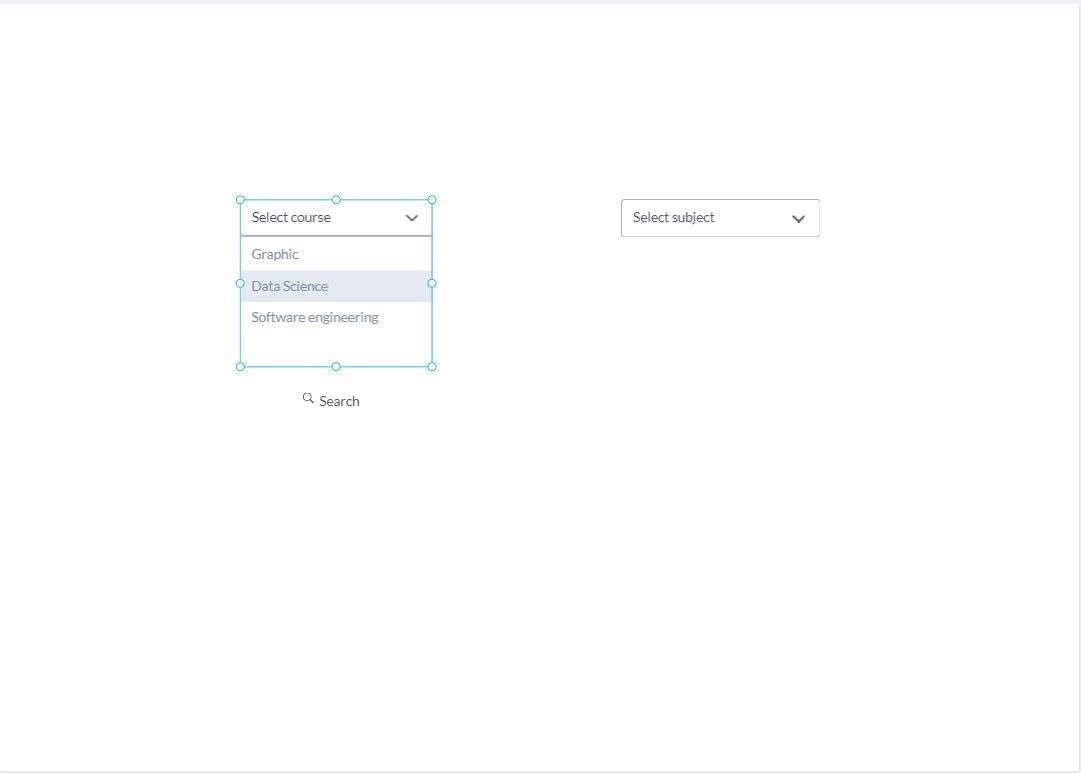 Select course
Select subject
Graphic
Data Science
Software engineering
Search